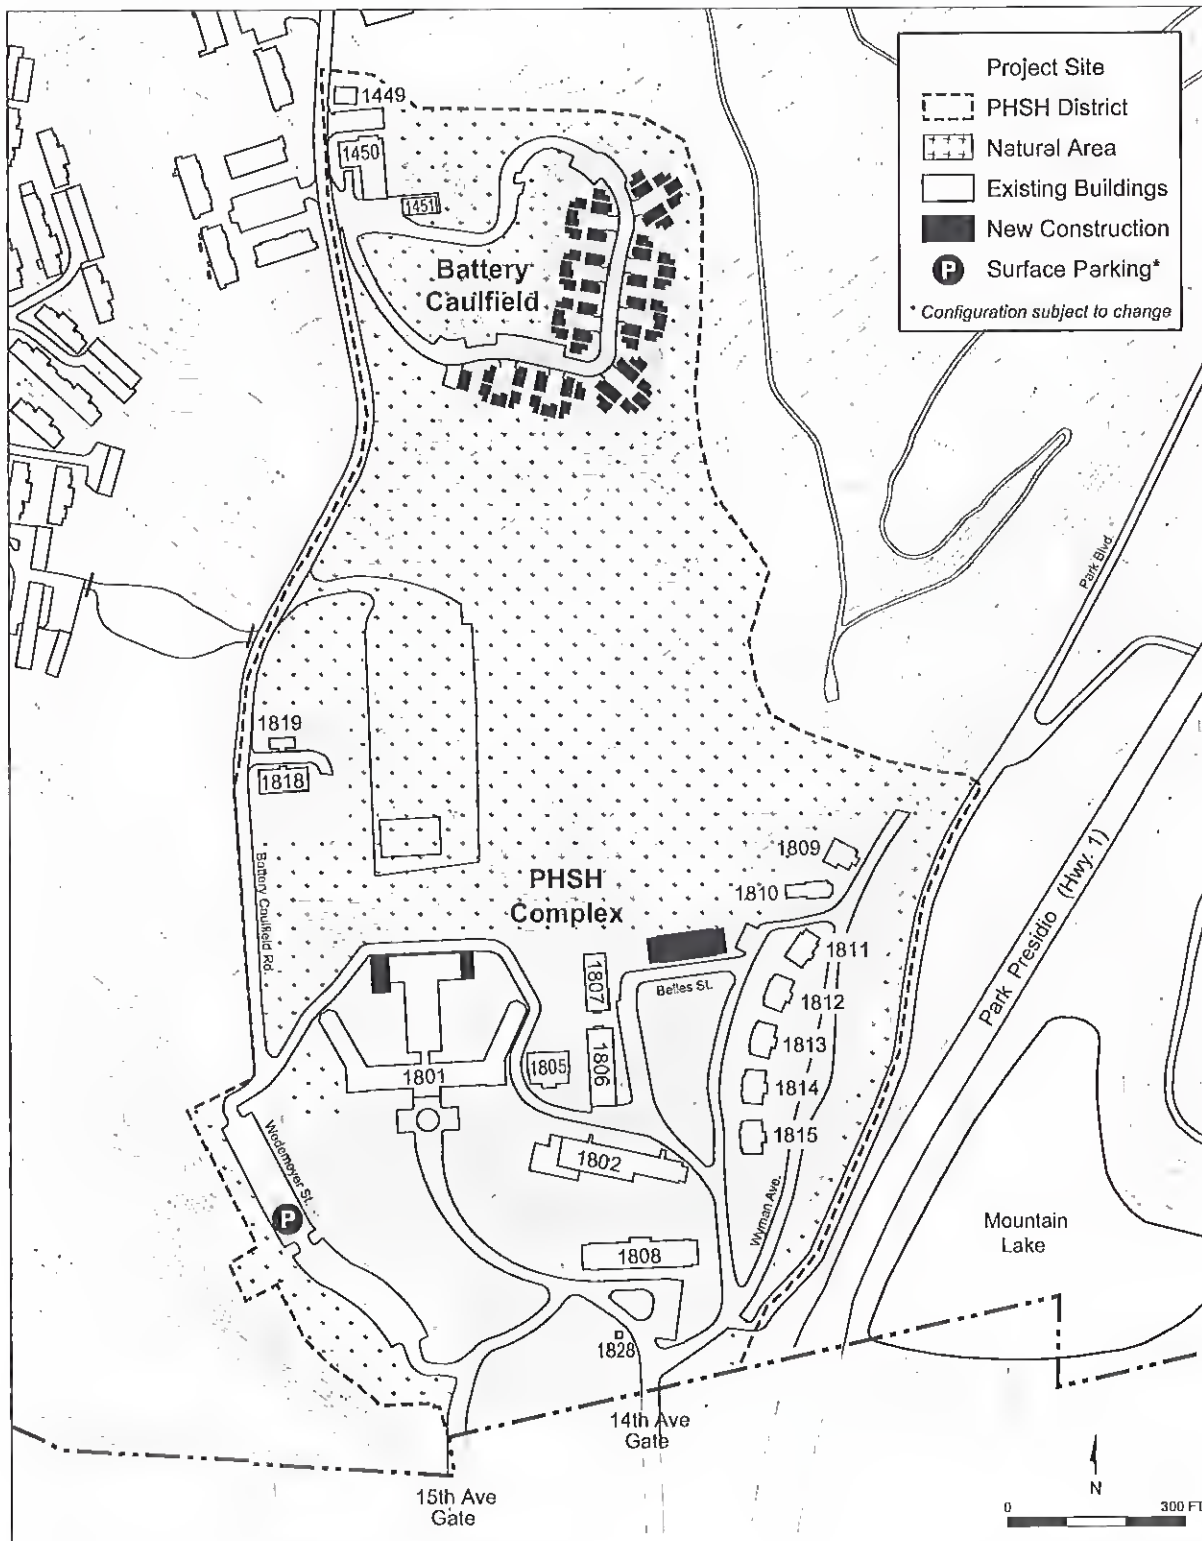 Project Site
PHSH District
Natural Area
Existing Buildings
New Construction
P Surface Parking*
* Configuration subject to change
1449
1450
1451
Battery
Caulfield
Park Blvd.
1819
1818
Battery Caulfield Rd.
PHSH
Complex
1809
1810
1811
1812
1813
1814
1815
1807
1806
1805
Belles St.
1801
1802
1808
1828
Wedemeyer St.
P
Wyman Ave.
Park Presidio (Hwy. 1)
Mountain
Lake
14th Ave
Gate
15th Ave
Gate
N
0 300 FT